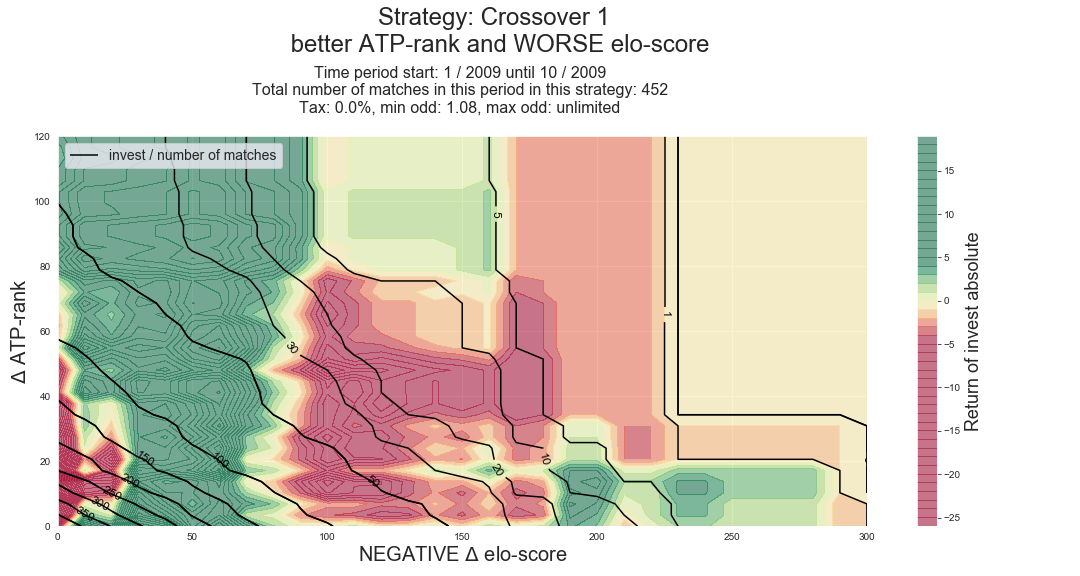 Strategy: Crossover 1
better ATP-rank and WORSE elo-score
Time period start: 1 / 2009 until 10 / 2009
Total number of matches in this period in this strategy: 452
Tax: 0.0%, min odd: 1.08, max odd: unlimited
invest / number of matches
Δ ATP-rank
120
100
80
60
40
20
0
5
1
30
10
20
50
100
150
200
250
300
350
0 50 100 150 200 250 300
NEGATIVE Δ elo-score
15
10
5
0
−5
−10
−15
−20
−25
Return of invest absolute